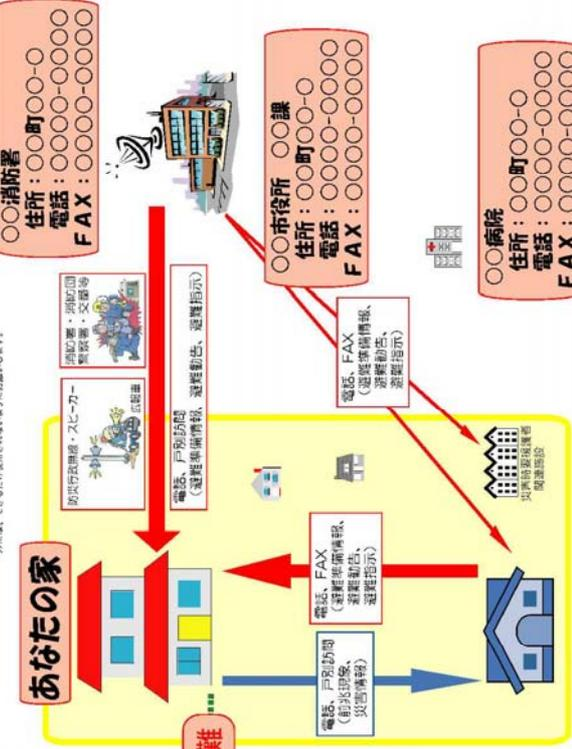 あなたの家
防災行政無線・スピーカー
広報車
消防署・消防団
警察署・交番等
電話、戸別訪問
(避難準備情報、避難勧告、避難指示)
○○消防署
住所：○○町○○-○
電話：○○○○-○○-○○○○
ＦＡＸ：○○○○-○○-○○○○
○○市役所 ○○課
住所：○○町○○-○
電話：○○○○-○○-○○○○
ＦＡＸ：○○○○-○○-○○○○
電話、FAX
(避難準備情報、
避難勧告、
避難指示)
電話、FAX
(避難準備情報、
避難勧告、
避難指示)
電話、戸別訪問
(前兆現象、
災害情報)
災害時要援護者
関連施設
○○病院
住所：○○町○○-○
電話：○○○○-○○-○○○○
ＦＡＸ：○○○○-○○-○○○○
難